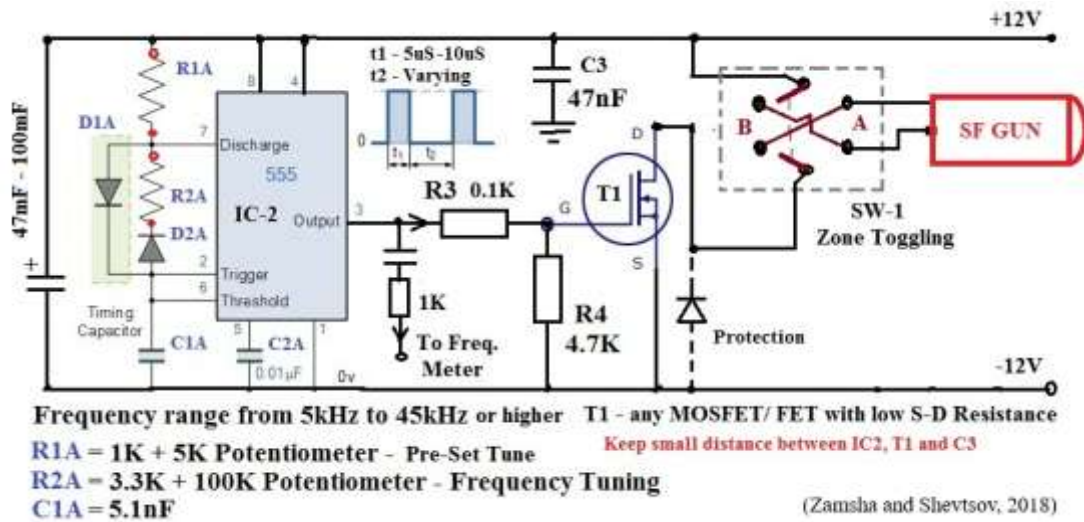 +12V
t1 - 5uS -10uS
t2 - Varying
R1A
8
4
C3
47nF
D1A
7
Discharge
0
t₁
t₂
B
A
SF GUN
47mF - 100mF
555
R3 0.1K
D
T1
R2A
IC-2
Output
3
G
SW-1
Zone Toggling
D2A
2
Trigger
S
+
6
Threshold
1K
R4
4.7K
Timing
Capacitor
5
1
Protection
C1A
C2A
To Freq.
Meter
0.01µF
0v
-12V
Frequency range from 5kHz to 45kHz or higher T1 - any MOSFET/ FET with low S-D Resistance
Keep small distance between IC2, T1 and C3
R1A = 1K + 5K Potentiometer - Pre-Set Tune
R2A = 3.3K + 100K Potentiometer - Frequency Tuning
C1A = 5.1nF
(Zamsha and Shevtsov, 2018)